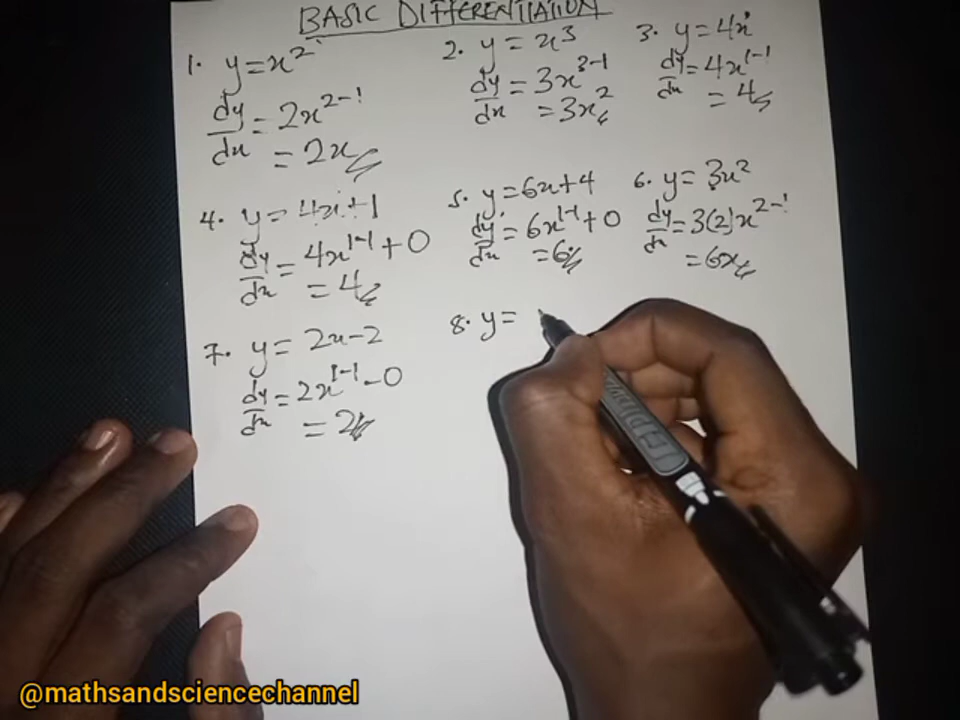 BASIC DIFFERENTIATION
1. y=x²
dy/dx = 2x²⁻¹
= 2x
2. y = x³
dy/dx = 3x³⁻¹
= 3x²
3. y = 4x
dy/dx = 4x¹⁻¹
= 4
4. y = 4x+1
dy/dx = 4x¹⁻¹ + 0
= 4
5. y=6x+4
dy/dx = 6x¹⁻¹ + 0
= 6
6. y = 3x²
dy/dx = 3(2)x²⁻¹
= 6x
7. y = 2x-2
dy/dx = 2x¹⁻¹ - 0
= 2
8. y=
@mathsandsciencechannel